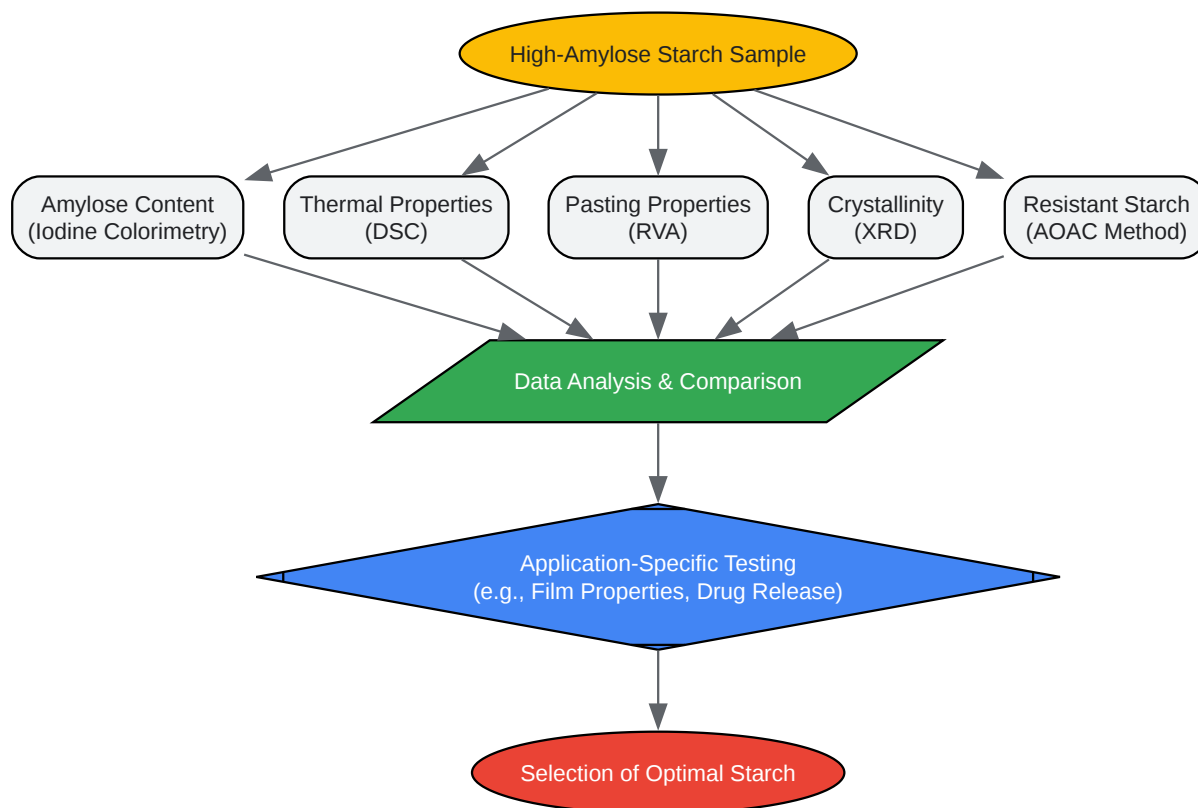 High-Amylose Starch Sample
Amylose Content
(Iodine Colorimetry)
Thermal Properties
(DSC)
Pasting Properties
(RVA)
Crystallinity
(XRD)
Resistant Starch
(AOAC Method)
Data Analysis & Comparison
Application-Specific Testing
(e.g., Film Properties, Drug Release)
Selection of Optimal Starch